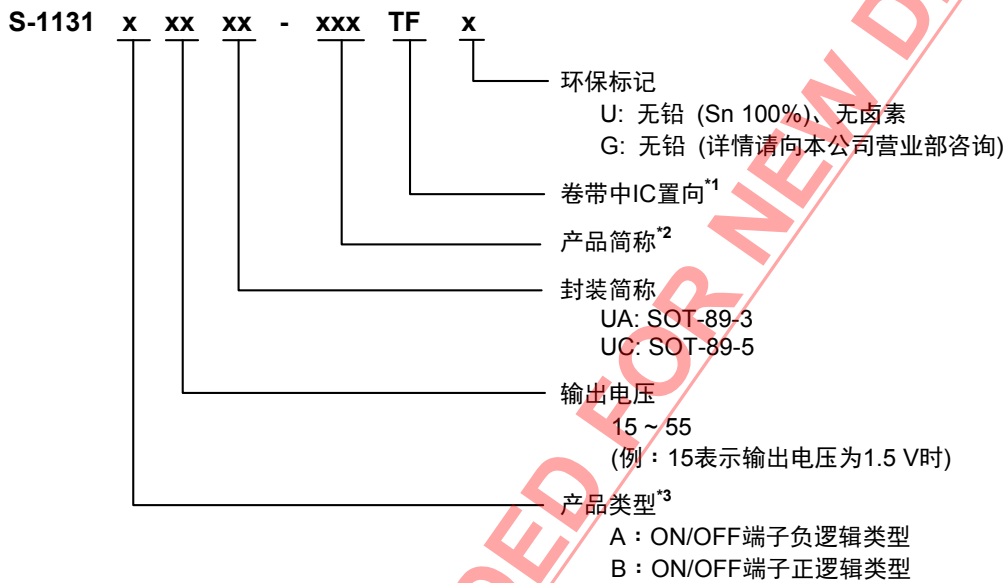 S-1131 x xx xx - xxx TF x
环保标记
U: 无铅 (Sn 100%)、无卤素
G: 无铅 (详情请向本公司营业部咨询)
卷带中IC置向*1
产品简称*2
封装简称
UA: SOT-89-3
UC: SOT-89-5
输出电压
15 ~ 55
(例：15表示输出电压为1.5 V时)
产品类型*3
A：ON/OFF端子负逻辑类型
B：ON/OFF端子正逻辑类型
DED FOR NEW D